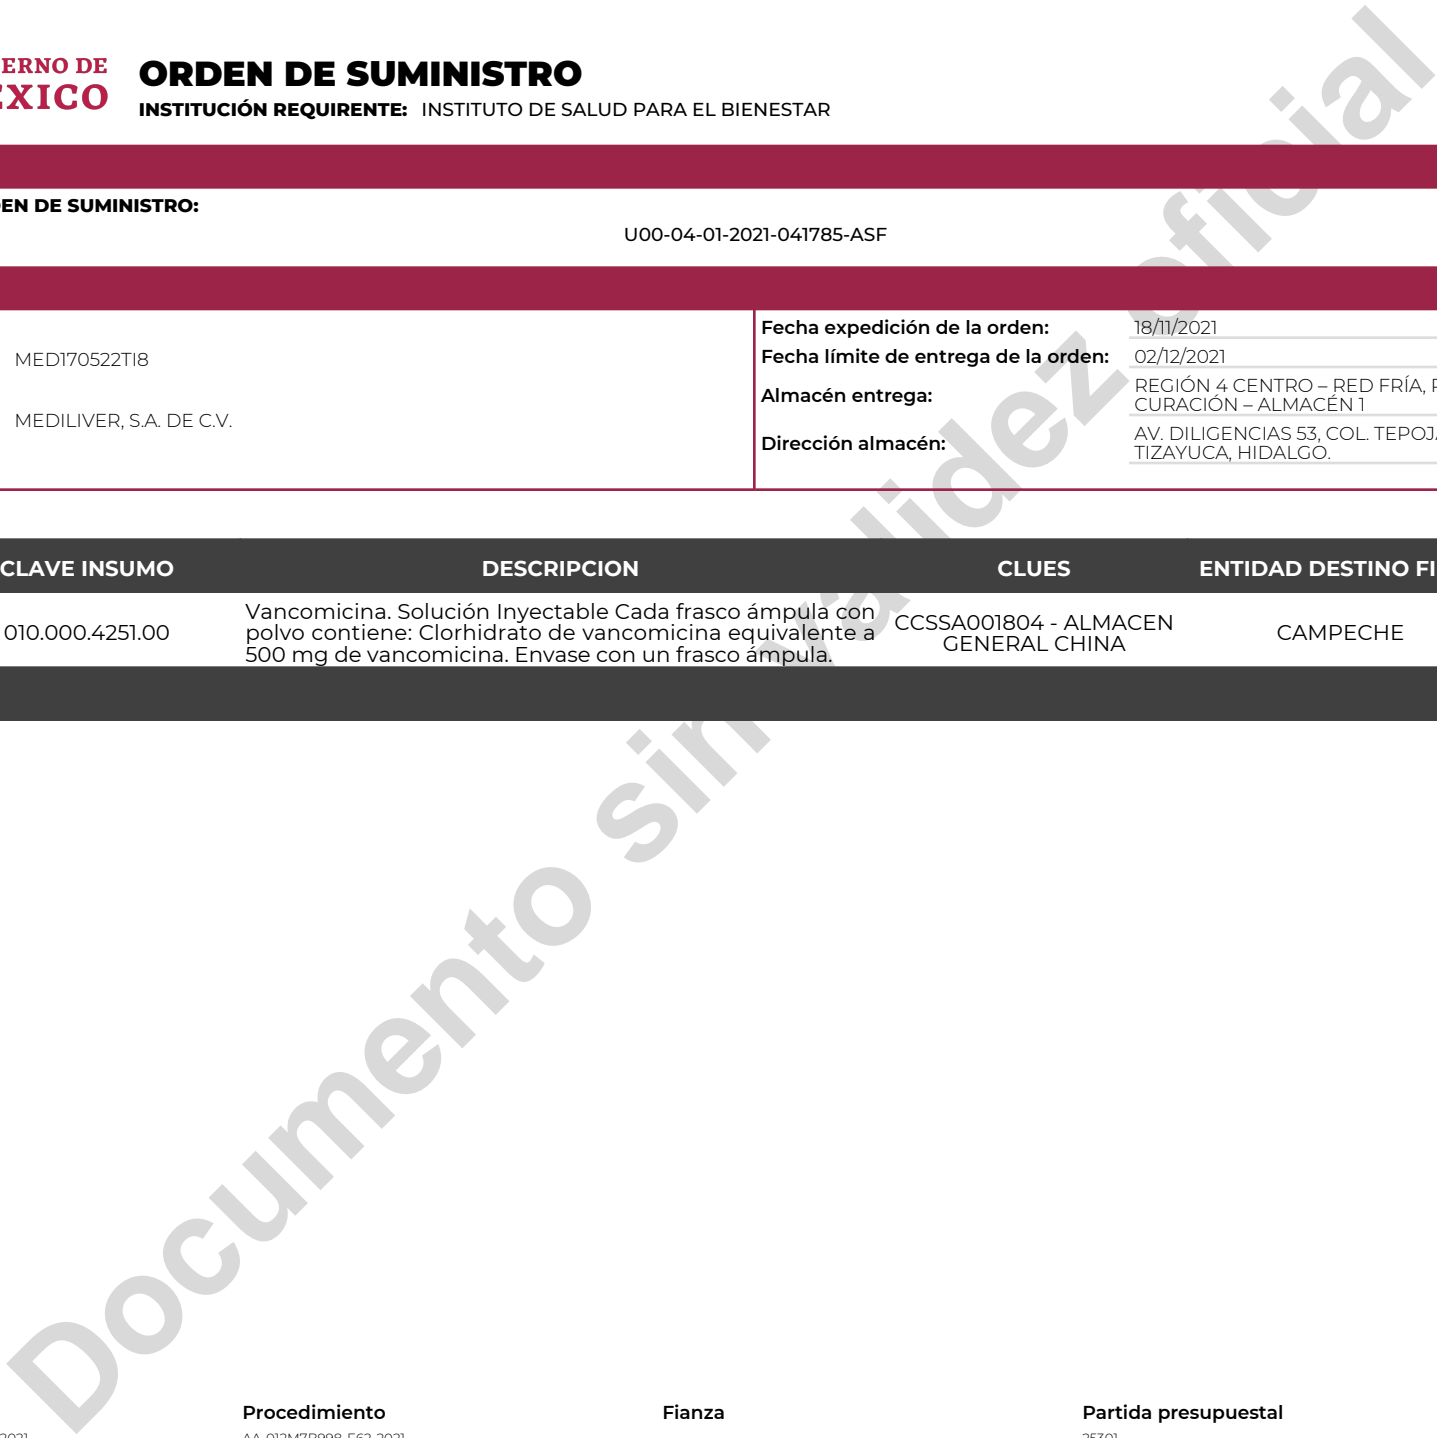 ERNO DE
EXICO
ORDEN DE SUMINISTRO
INSTITUCIÓN REQUIRENTE: INSTITUTO DE SALUD PARA EL BIENESTAR
EN DE SUMINISTRO:
U00-04-01-2021-041785-ASF
MED170522TI8
MEDILIVER, S.A. DE C.V.
Fecha expedición de la orden: 18/11/2021
Fecha límite de entrega de la orden: 02/12/2021
Almacén entrega: REGIÓN 4 CENTRO – RED FRÍA,
CURACIÓN – ALMACÉN 1
Dirección almacén: AV. DILIGENCIAS 53, COL. TEPOJ
TIZAYUCA, HIDALGO.
CLAVE INSUMO DESCRIPCION CLUES ENTIDAD DESTINO FI
010.000.4251.00
Vancomicina. Solución Inyectable Cada frasco ámpula con
polvo contiene: Clorhidrato de vancomicina equivalente a
500 mg de vancomicina. Envase con un frasco ámpula.
CCSSA001804 - ALMACEN
GENERAL CHINA
CAMPECHE
Documento sin validez oficial
Procedimiento Fianza Partida presupuestal